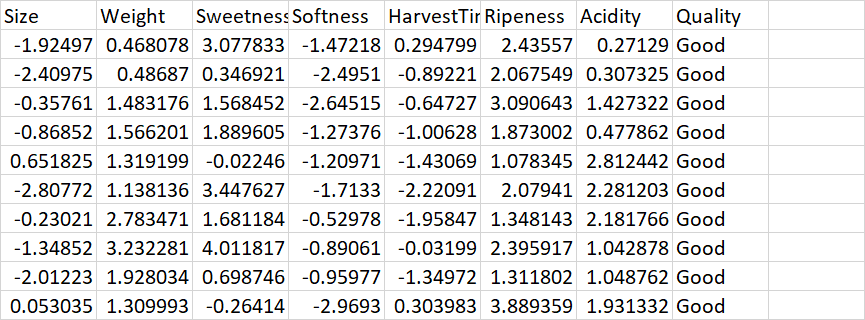 Size Weight Sweetness Softness HarvestTir Ripeness Acidity Quality
-1.92497 0.468078 3.077833 -1.47218 0.294799 2.43557 0.27129 Good
-2.40975 0.48687 0.346921 -2.4951 -0.89221 2.067549 0.307325 Good
-0.35761 1.483176 1.568452 -2.64515 -0.64727 3.090643 1.427322 Good
-0.86852 1.566201 1.889605 -1.27376 -1.00628 1.873002 0.477862 Good
0.651825 1.319199 -0.02246 -1.20971 -1.43069 1.078345 2.812442 Good
-2.80772 1.138136 3.447627 -1.7133 -2.22091 2.07941 2.281203 Good
-0.23021 2.783471 1.681184 -0.52978 -1.95847 1.348143 2.181766 Good
-1.34852 3.232281 4.011817 -0.89061 -0.03199 2.395917 1.042878 Good
-2.01223 1.928034 0.698746 -0.95977 -1.34972 1.311802 1.048762 Good
0.053035 1.309993 -0.26414 -2.9693 0.303983 3.889359 1.931332 Good